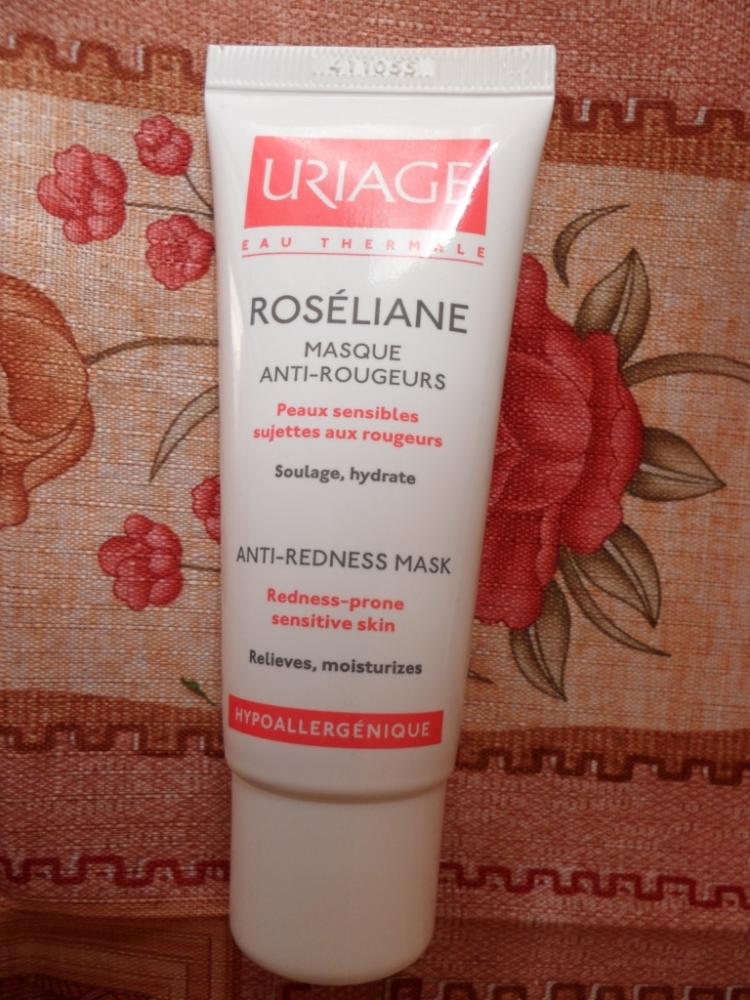 URIAGE
EAU THERMALE
ROSÉLIANE
MASQUE
ANTI-ROUGEURS
Peaux sensibles
sujettes aux rougeurs
Soulage, hydrate
ANTI-REDNESS MASK
Redness-prone
sensitive skin
Relieves, moisturizes
HYPOALLERGÉNIQUE